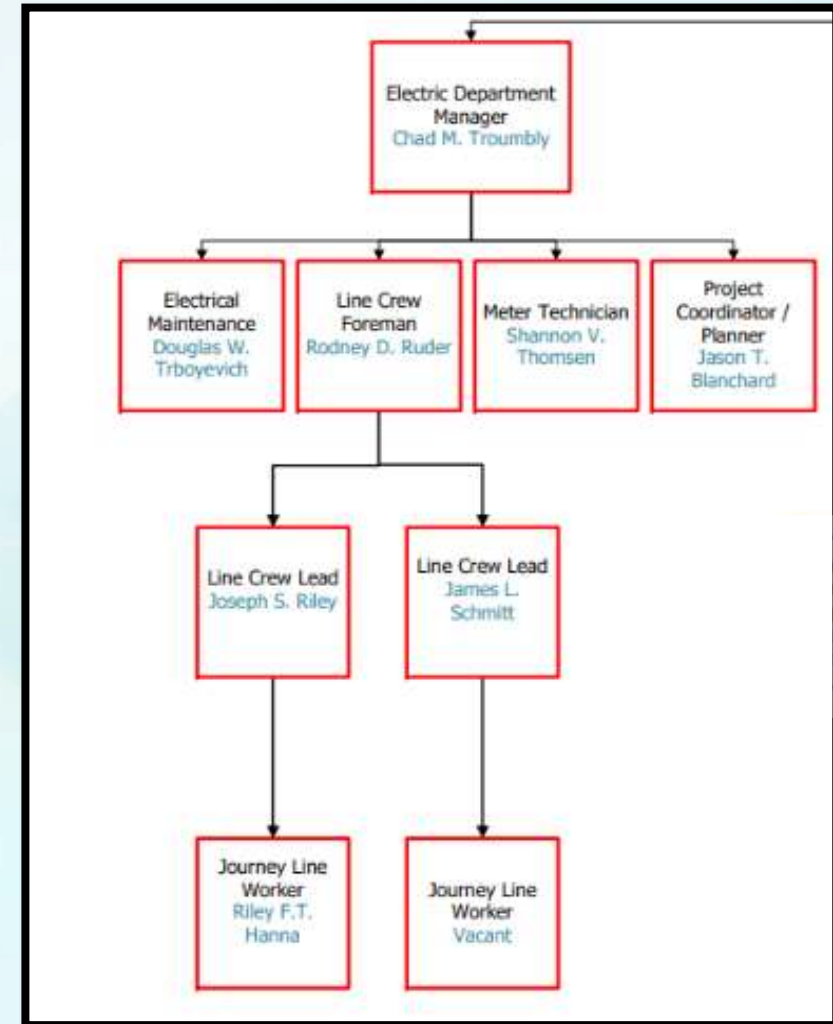 Electric Department
Manager
Chad M. Troumbly
Electrical
Maintenance
Douglas W.
Trboyevich
Line Crew
Foreman
Rodney D. Ruder
Meter Technician
Shannon V.
Thomsen
Project
Coordinator /
Planner
Jason T.
Blanchard
Line Crew Lead
Joseph S. Riley
Line Crew Lead
James L.
Schmitt
Journey Line
Worker
Riley F.T.
Hanna
Journey Line
Worker
Vacant